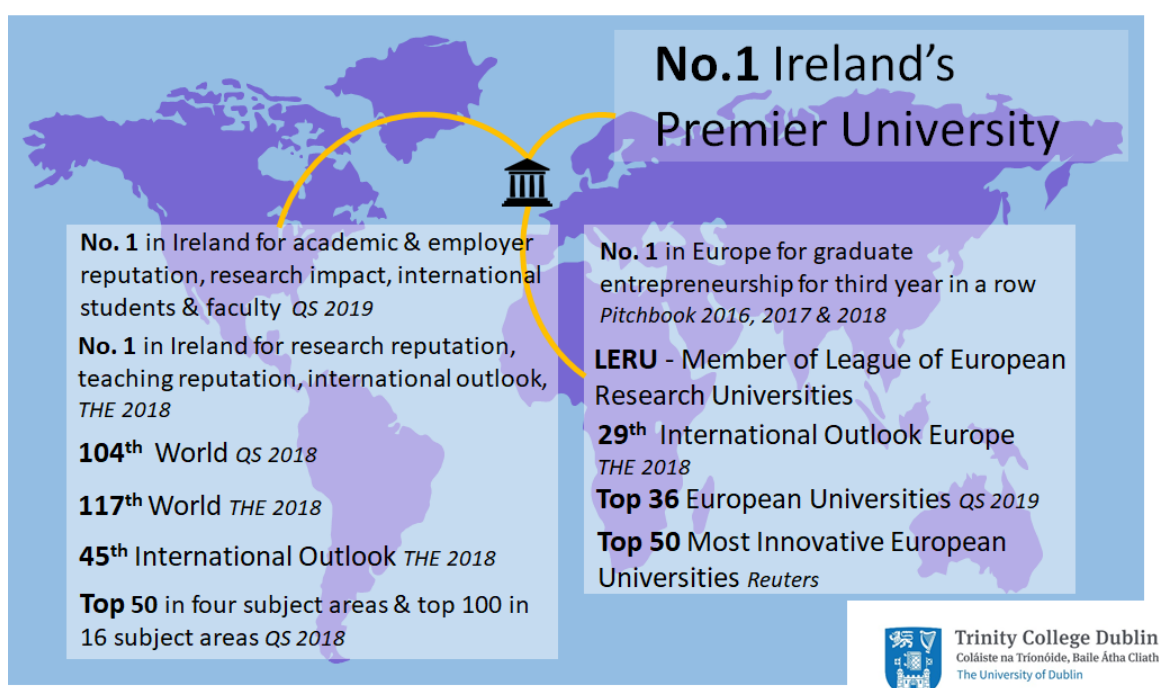 No.1 Ireland's
Premier University
No. 1 in Ireland for academic & employer
reputation, research impact, international
students & faculty QS 2019
No. 1 in Ireland for research reputation,
teaching reputation, international outlook,
THE 2018
104th World QS 2018
117th World THE 2018
45th International Outlook THE 2018
Top 50 in four subject areas & top 100 in
16 subject areas QS 2018
No. 1 in Europe for graduate
entrepreneurship for third year in a row
Pitchbook 2016, 2017 & 2018
LERU - Member of League of European
Research Universities
29th International Outlook Europe
THE 2018
Top 36 European Universities QS 2019
Top 50 Most Innovative European
Universities Reuters
Trinity College Dublin
Coláiste na Tríonóide, Baile Átha Cliath
The University of Dublin